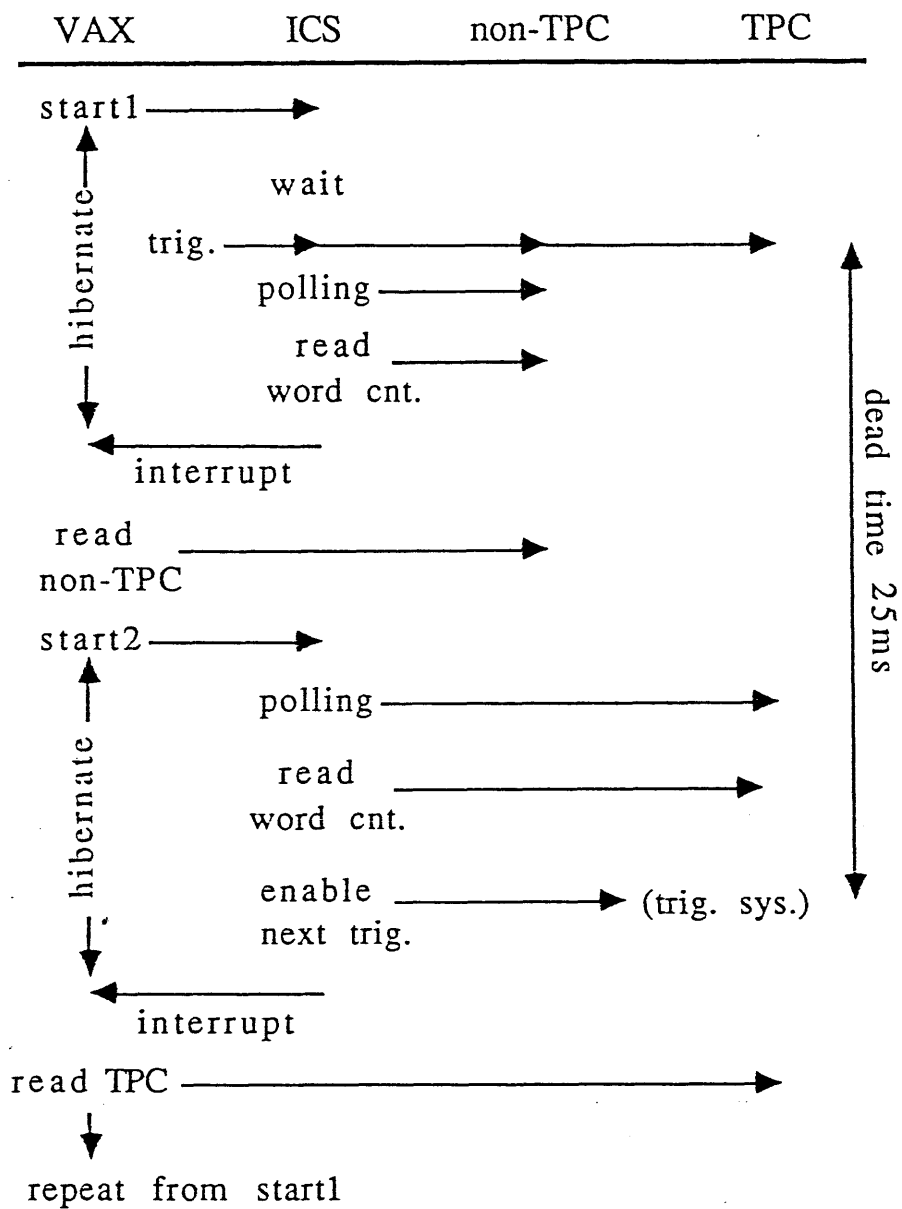 VAX ICS non-TPC TPC
start1
hibernate
wait
trig.
polling
read
word cnt.
interrupt
dead time 25ms
read
non-TPC
start2
hibernate
polling
read
word cnt.
enable
next trig.
(trig. sys.)
interrupt
read TPC
repeat from start1